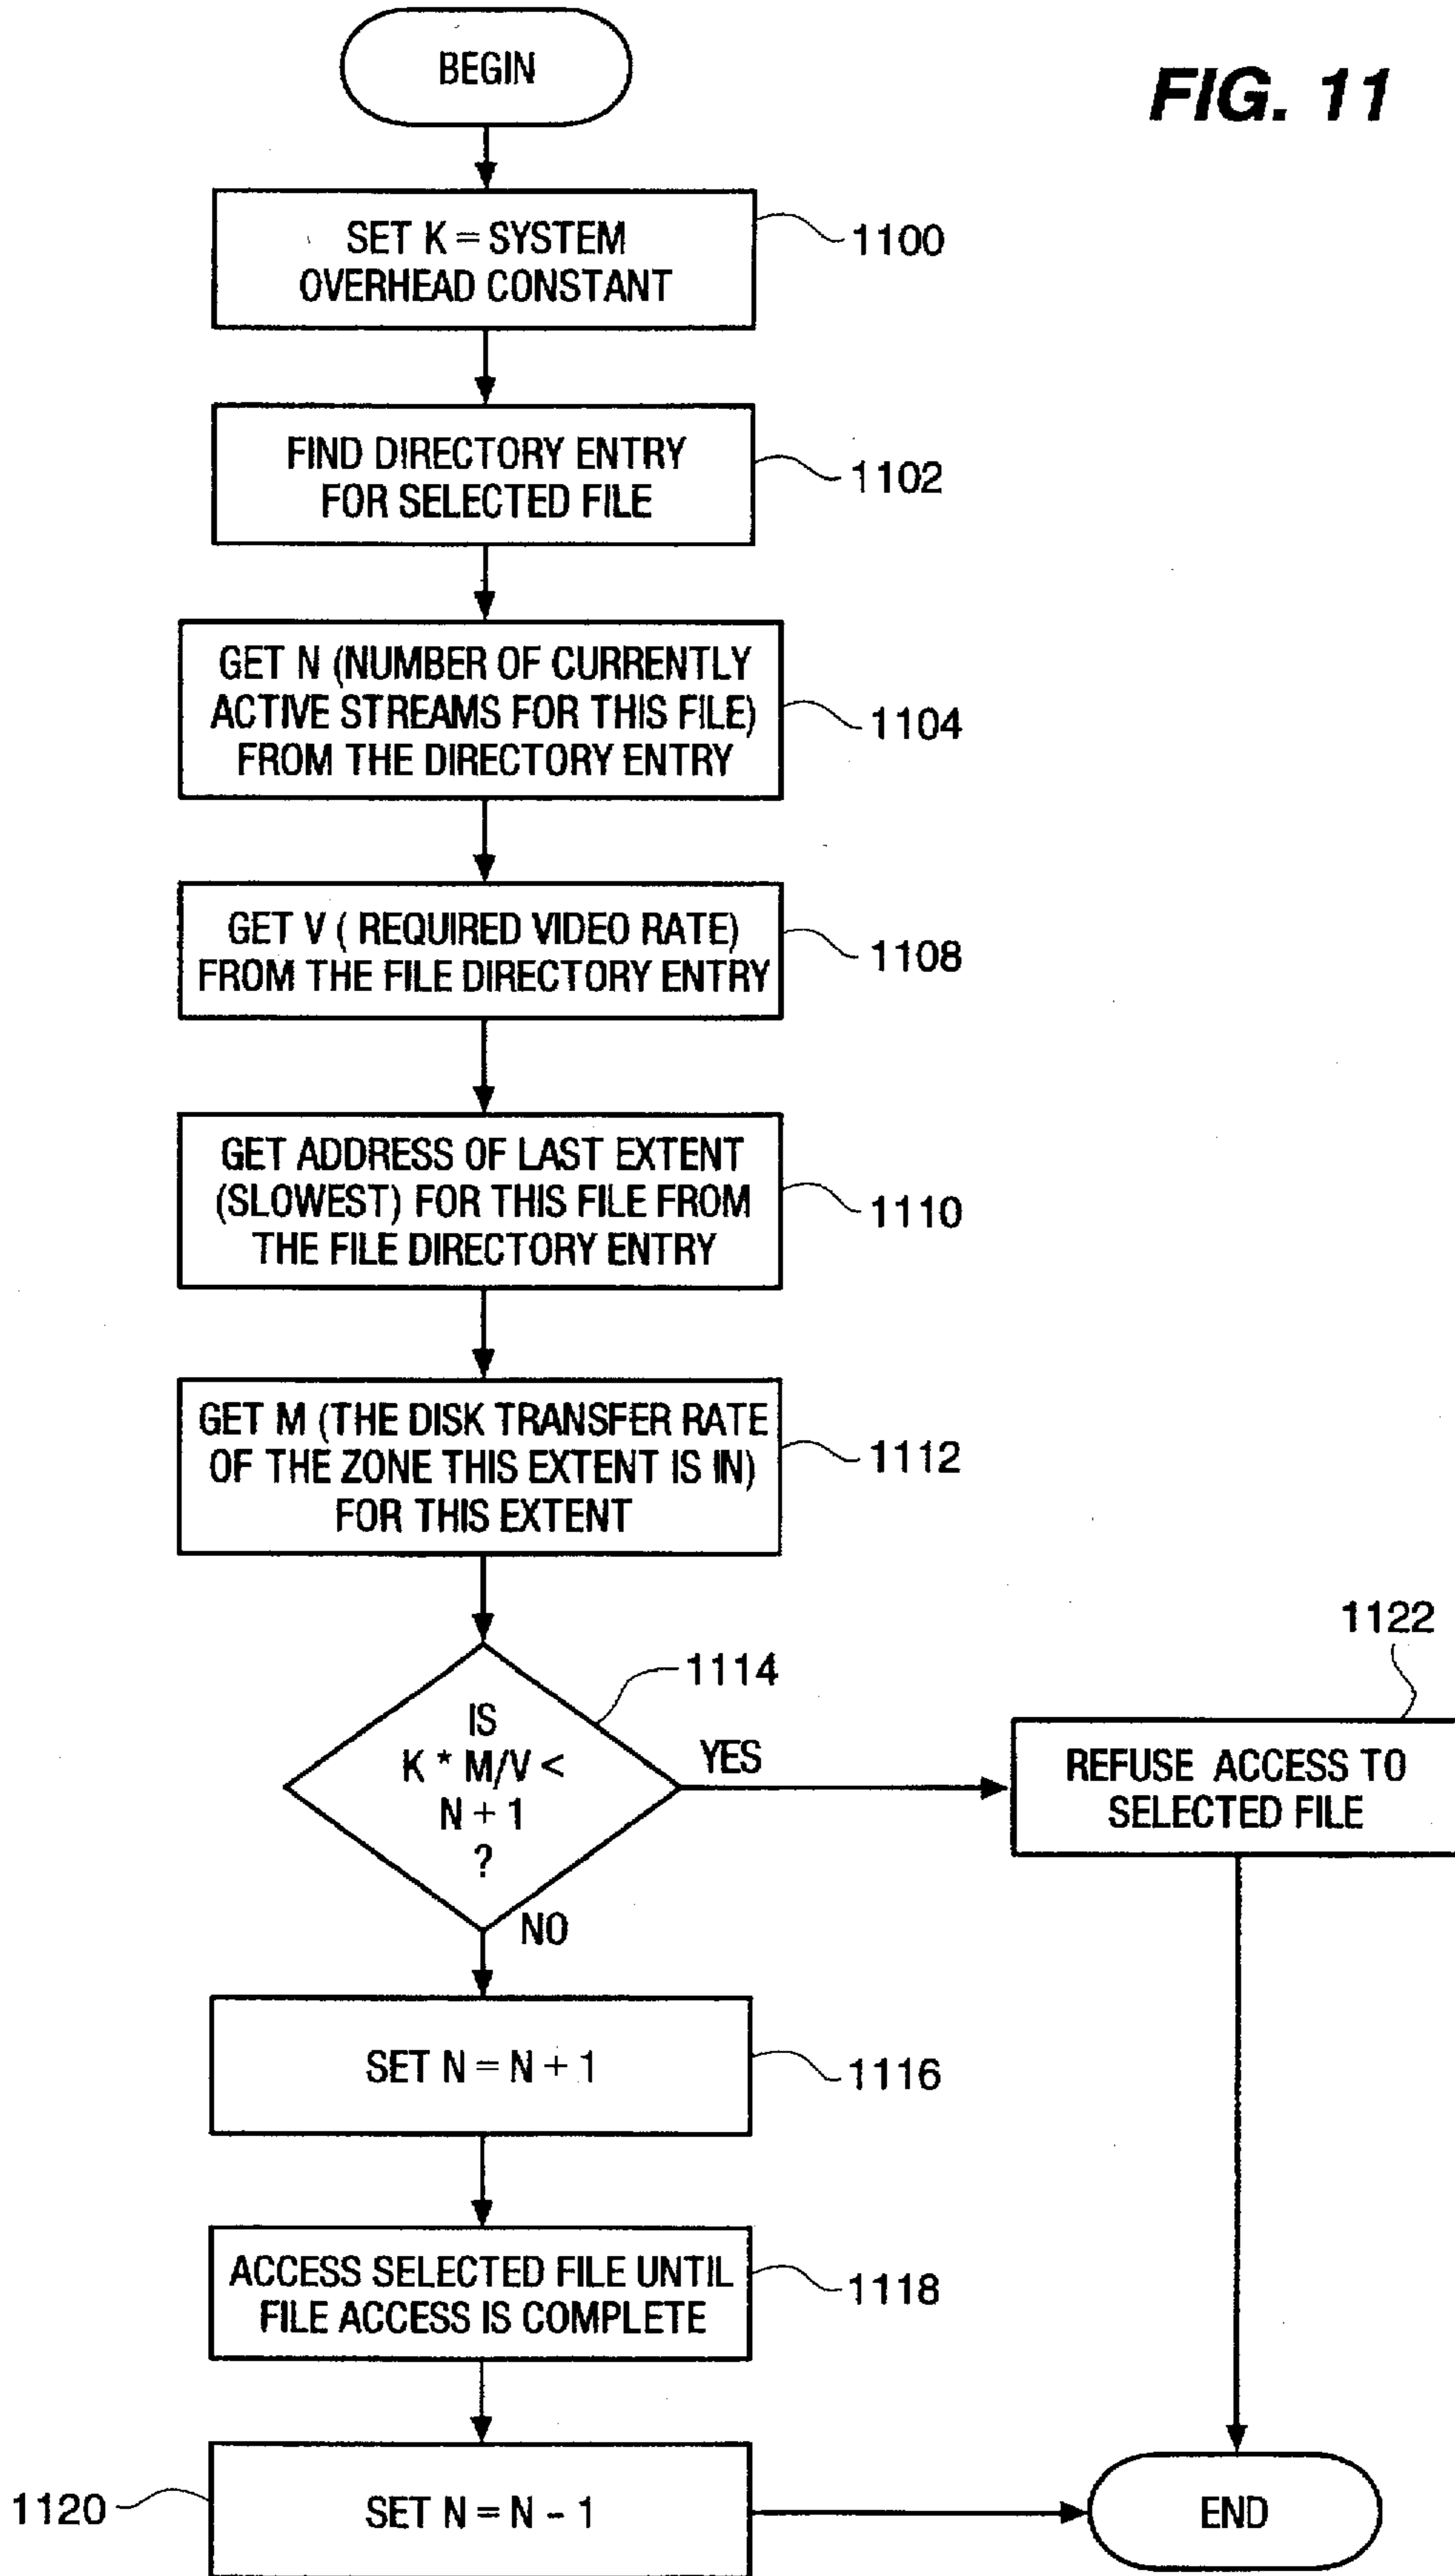 BEGIN
FIG. 11
SET K = SYSTEM
OVERHEAD CONSTANT
1100
FIND DIRECTORY ENTRY
FOR SELECTED FILE
1102
GET N (NUMBER OF CURRENTLY
ACTIVE STREAMS FOR THIS FILE)
FROM THE DIRECTORY ENTRY
1104
GET V ( REQUIRED VIDEO RATE)
FROM THE FILE DIRECTORY ENTRY
1108
GET ADDRESS OF LAST EXTENT
(SLOWEST) FOR THIS FILE FROM
THE FILE DIRECTORY ENTRY
1110
GET M (THE DISK TRANSFER RATE
OF THE ZONE THIS EXTENT IS IN)
FOR THIS EXTENT
1112
IS
K * M/V <
N + 1
?
1114
YES
1122
REFUSE ACCESS TO
SELECTED FILE
NO
SET N = N + 1
1116
ACCESS SELECTED FILE UNTIL
FILE ACCESS IS COMPLETE
1118
1120
SET N = N - 1
END